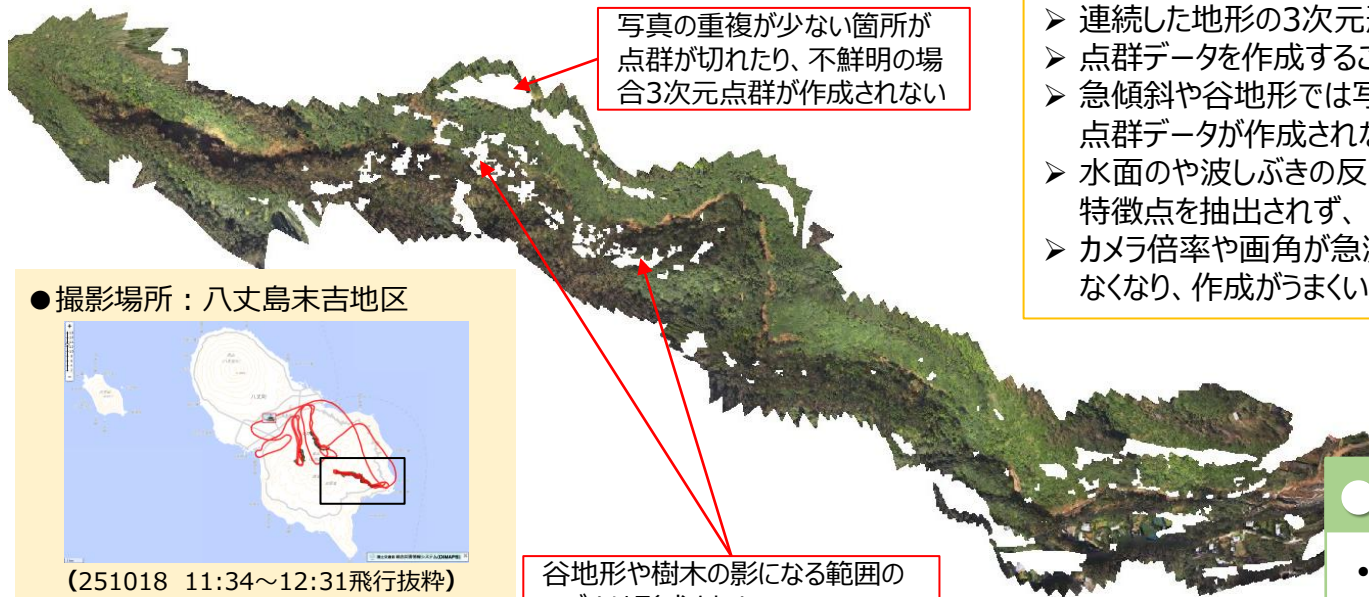 写真の重複が少ない箇所が
点群が切れたり、不鮮明の場
合3次元点群が作成されない
➢ 連続した地形の3次元
➢ 点群データを作成する
➢ 急傾斜や谷地形では写
点群データが作成されな
➢ 水面のや波しぶきの反
特徴点を抽出されず、
➢ カメラ倍率や画角が急
なくなり、作成がうまくい
●撮影場所：八丈島末吉地区
八丈町
(251018 11:34～12:31飛行抜粋)
谷地形や樹木の影になる範囲の